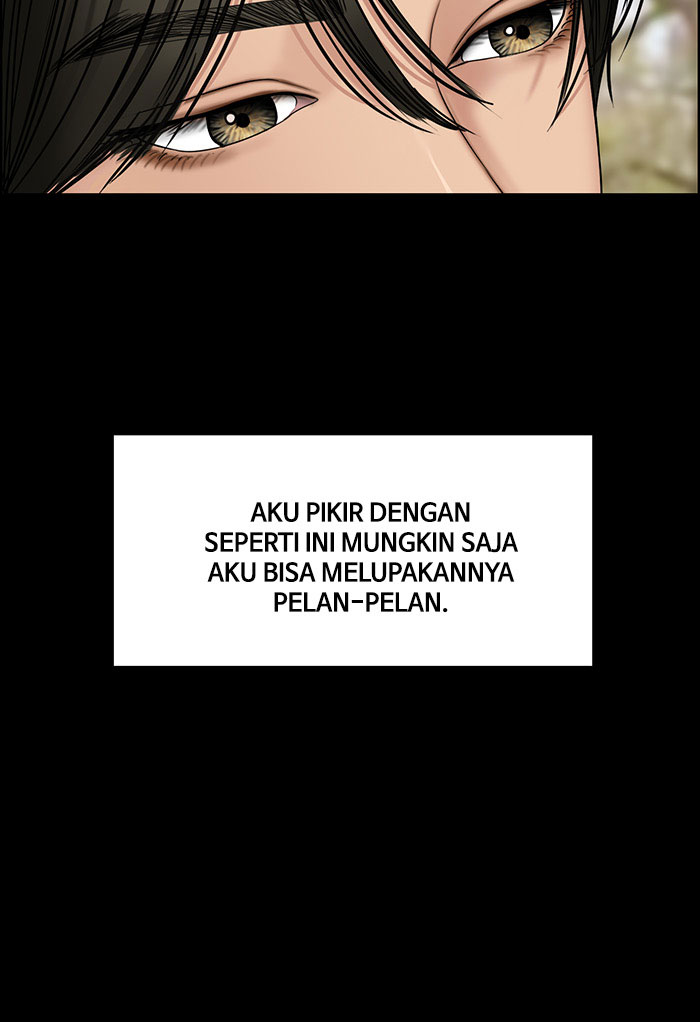 AKU PIKIR DENGAN
SEPERTI INI MUNGKIN SAJA
AKU BISA MELUPAKANNYA
PELAN-PELAN.